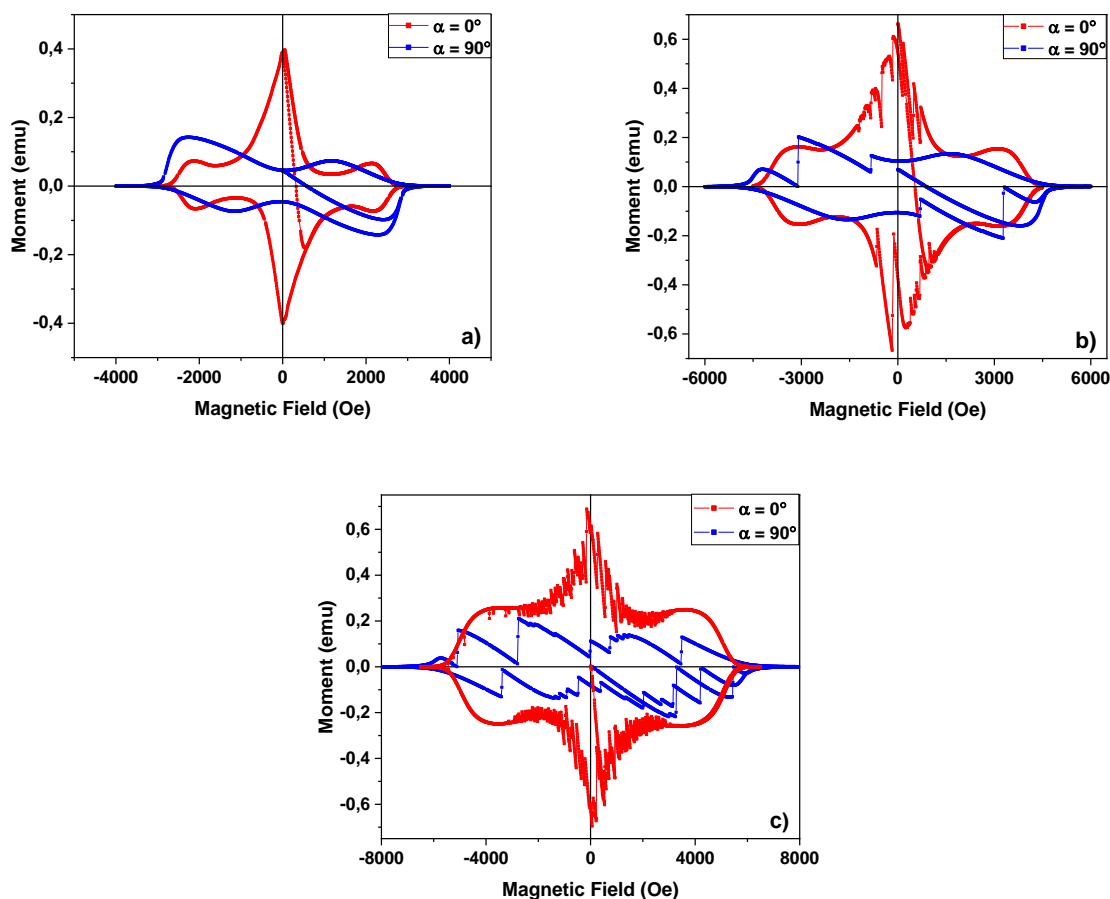 α = 0°
α = 90°
0,4
0,2
0,0
-0,2
-0,4
Moment (emu)
-4000 -2000 0 2000 4000
Magnetic Field (Oe)
a)
α = 0°
α = 90°
0,6
0,4
0,2
0,0
-0,2
-0,4
-0,6
Moment (emu)
-6000 -3000 0 3000 6000
Magnetic Field (Oe)
b)
α = 0°
α = 90°
0,6
0,4
0,2
0,0
-0,2
-0,4
-0,6
Moment (emu)
-8000 -4000 0 4000 8000
Magnetic Field (Oe)
c)